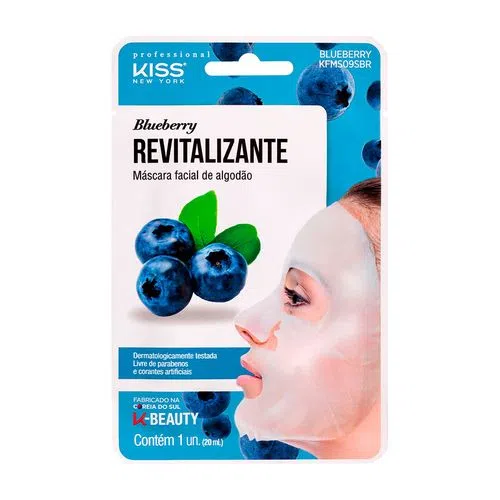 professional
KISS®
NEW YORK
BLUEBERRY
KFMS09SBR
Blueberry
REVITALIZANTE
Máscara facial de algodão
Dermatologicamente testada
Livre de parabenos
e corantes artificiais
FABRICADO NA
COREIA DO SUL
K-BEAUTY
Contém 1 un. (20 mL)